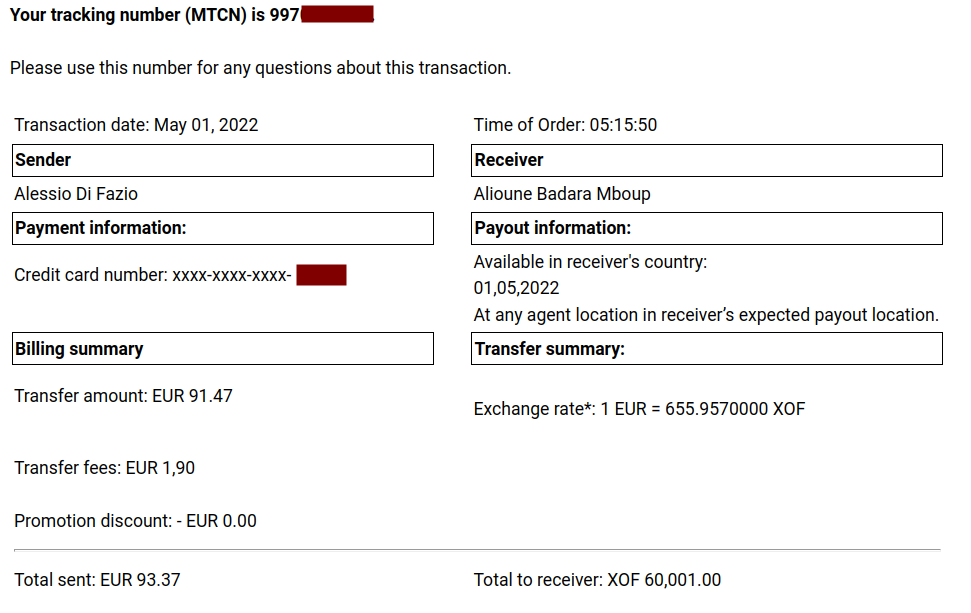 Your tracking number (MTCN) is 997
Please use this number for any questions about this transaction.
Transaction date: May 01, 2022
Time of Order: 05:15:50
Sender
Receiver
Alessio Di Fazio
Alioune Badara Mboup
Payment information:
Payout information:
Credit card number: xxxx-xxxx-xxxx-
Available in receiver's country:
01,05,2022
At any agent location in receiver’s expected payout location.
Billing summary
Transfer summary:
Transfer amount: EUR 91.47
Exchange rate*: 1 EUR = 655.9570000 XOF
Transfer fees: EUR 1,90
Promotion discount: - EUR 0.00
Total sent: EUR 93.37
Total to receiver: XOF 60,001.00